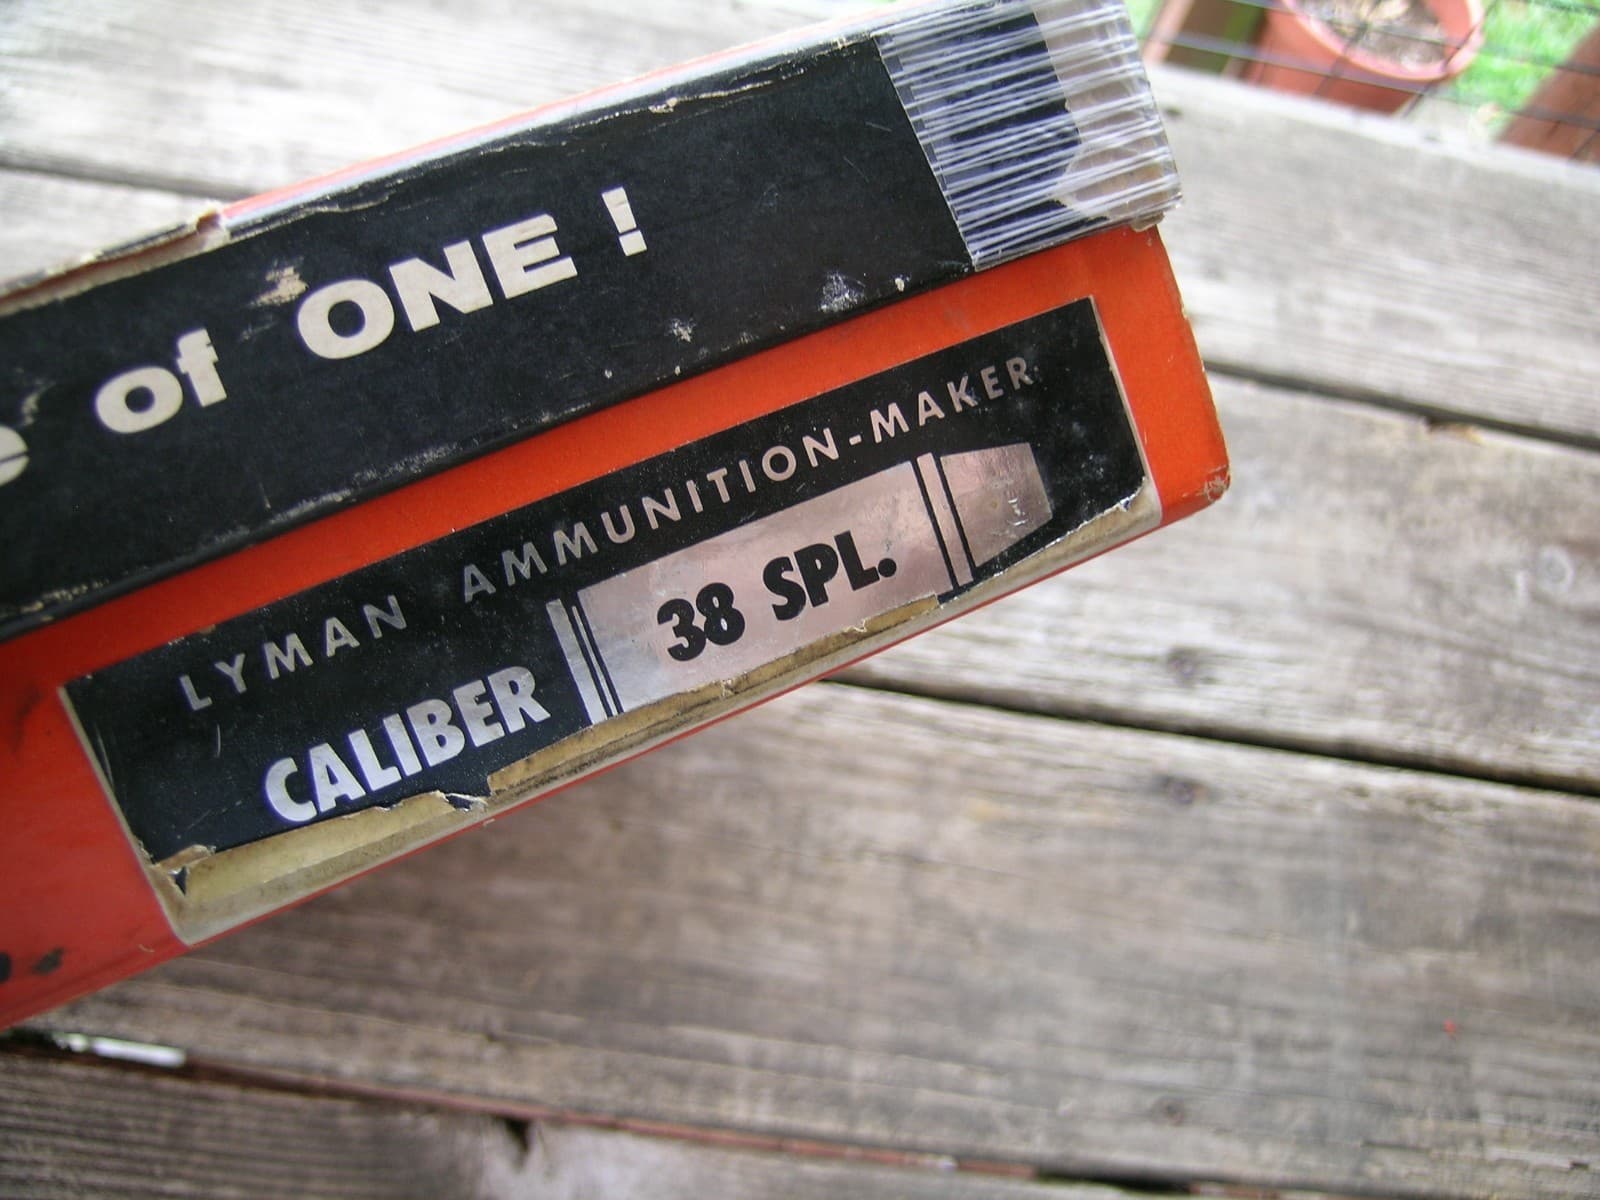 of ONE !
LYMAN AMMUNITION-MAKER
CALIBER 38 SPL.